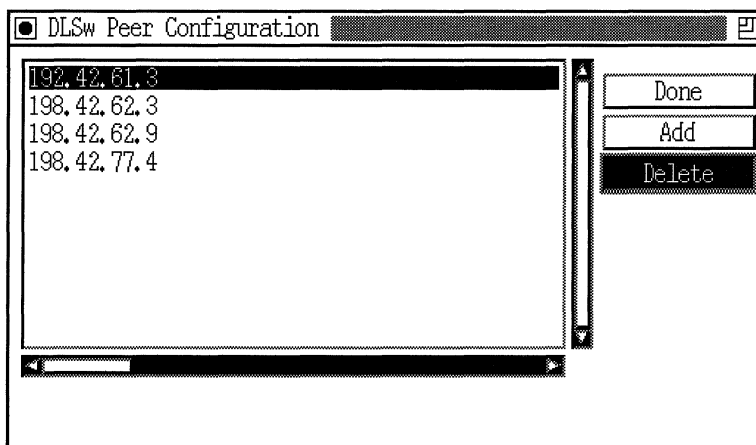 DLSw Peer Configuration
192.42.61.3
198.42.62.3
198.42.62.9
198.42.77.4
Done
Add
Delete